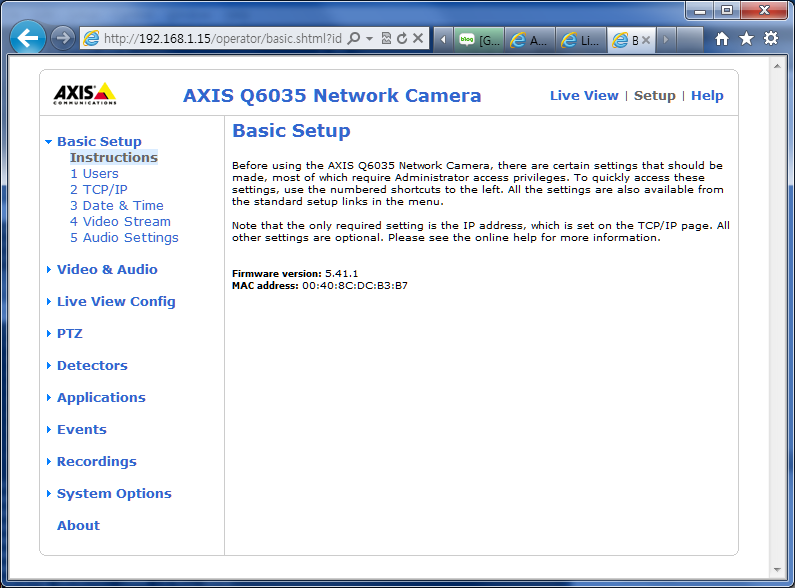 http://192.168.1.15/operator/basic.shtml?id
blog [G...
A...
Li...
B
AXIS
COMMUNICATIONS
AXIS Q6035 Network Camera
Live View | Setup | Help
Basic Setup
Instructions
1 Users
2 TCP/IP
3 Date & Time
4 Video Stream
5 Audio Settings
Video & Audio
Live View Config
PTZ
Detectors
Applications
Events
Recordings
System Options
About
Basic Setup
Before using the AXIS Q6035 Network Camera, there are certain settings that should be
made, most of which require Administrator access privileges. To quickly access these
settings, use the numbered shortcuts to the left. All the settings are also available from
the standard setup links in the menu.
Note that the only required setting is the IP address, which is set on the TCP/IP page. All
other settings are optional. Please see the online help for more information.
Firmware version: 5.41.1
MAC address: 00:40:8C:DC:B3:B7